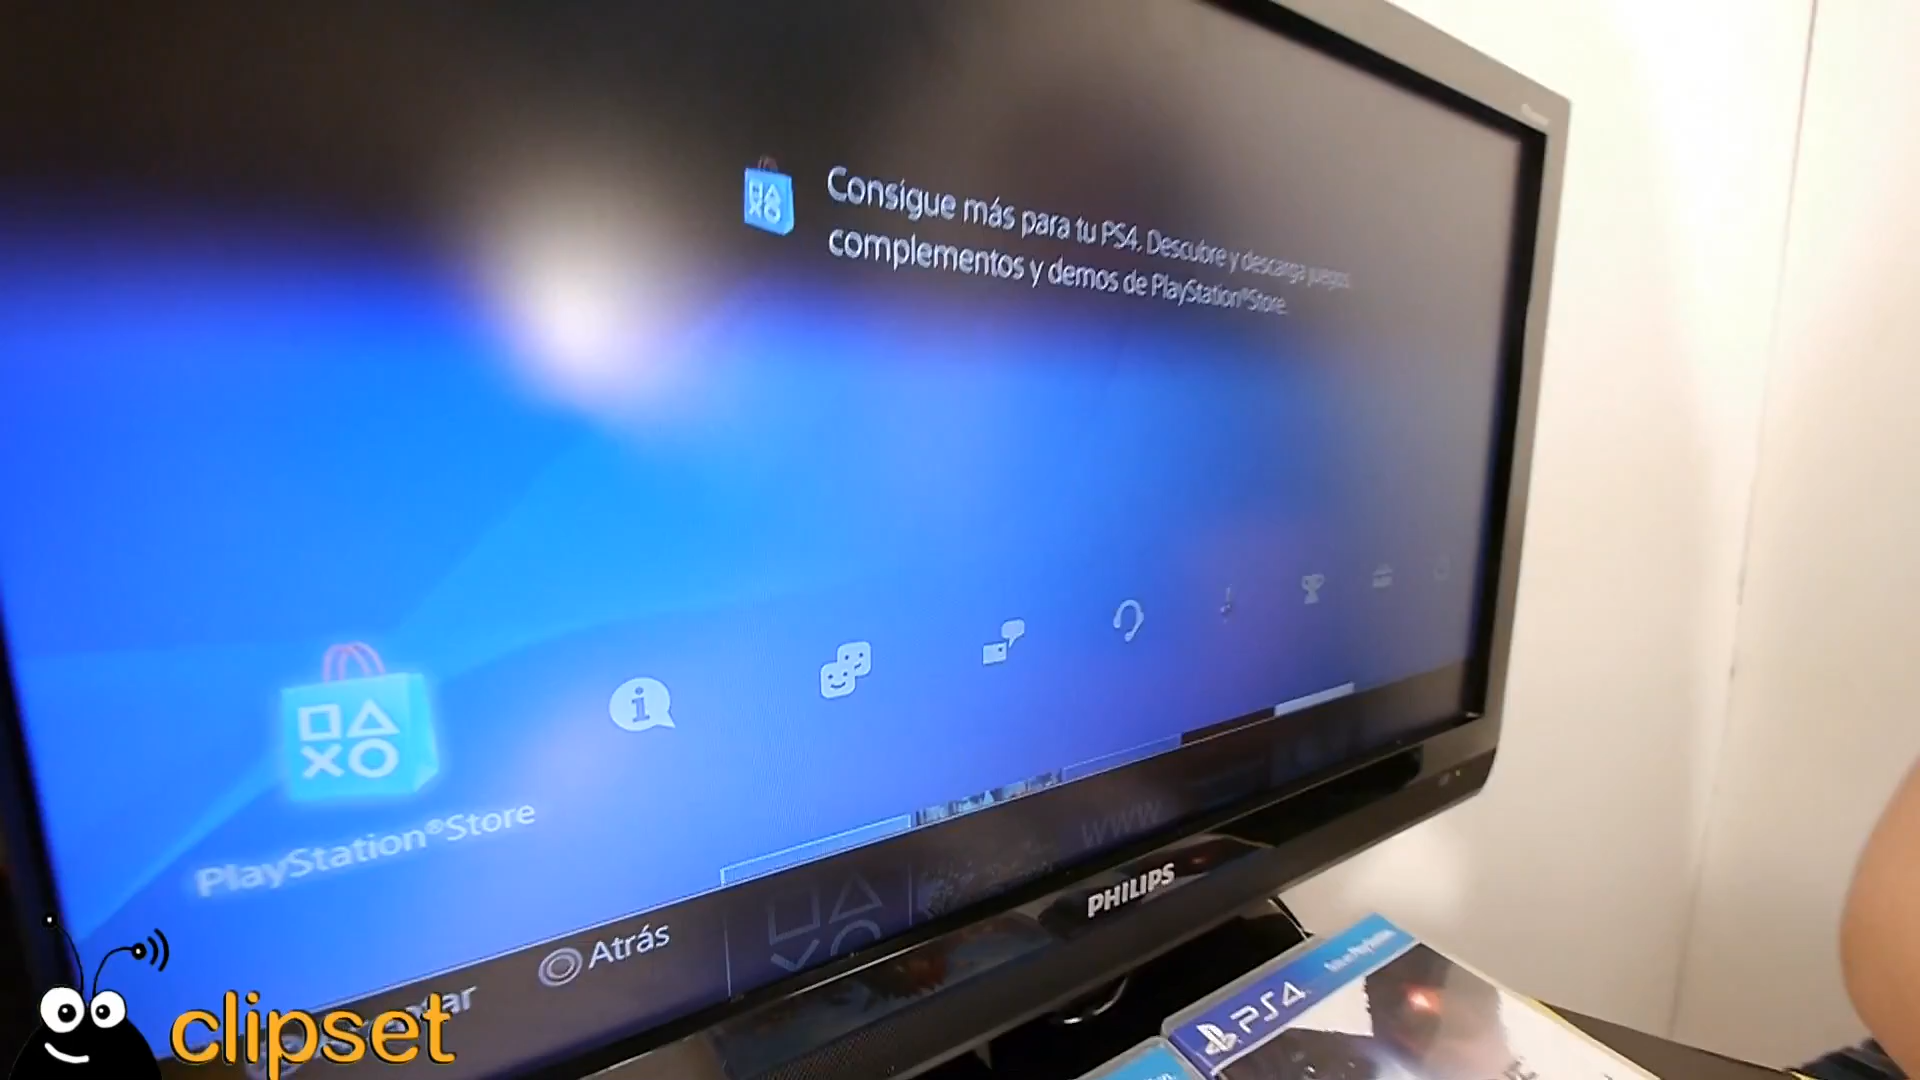 Consigue más para tu PS4. Descubre y descarga juegos,
complementos y demos de PlayStation®Store.
PlayStation®Store
WWW
PHILIPS
Atrás
PS4
clipset